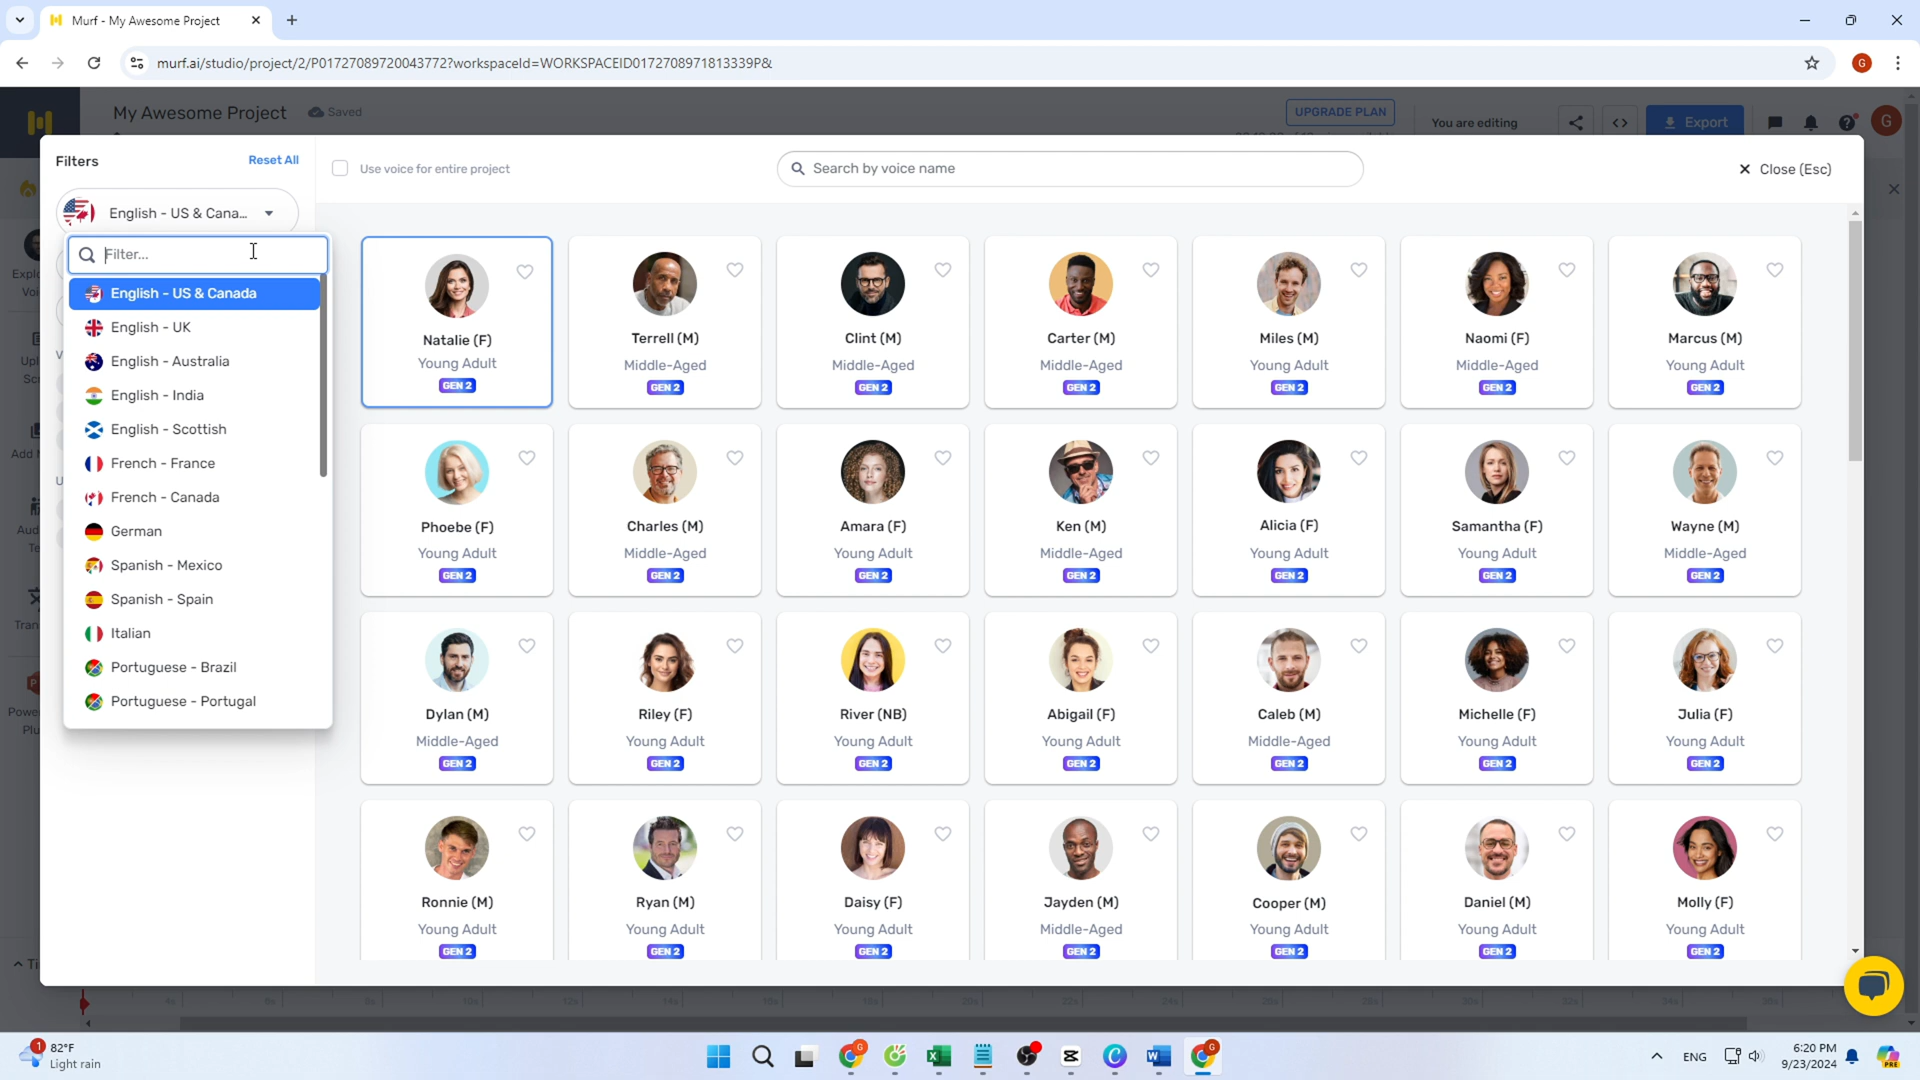 Murf - My Awesome Project
murf.ai/studio/project/2/P01727089720043772?workspaceId=WORKSPACEID0172708971813339P&
G
My Awesome Project
Saved
UPGRADE PLAN
You are editing
Export
G
Filters
Reset All
Use voice for entire project
Search by voice name
Close (Esc)
English - US & Cana...
Filter...
English - US & Canada
English - UK
English - Australia
English - India
English - Scottish
French - France
French - Canada
German
Spanish - Mexico
Spanish - Spain
Italian
Portuguese - Brazil
Portuguese - Portugal
Natalie (F)
Young Adult
GEN 2
Terrell (M)
Middle-Aged
GEN 2
Clint (M)
Middle-Aged
GEN 2
Carter (M)
Middle-Aged
GEN 2
Miles (M)
Young Adult
GEN 2
Naomi (F)
Middle-Aged
GEN 2
Marcus (M)
Young Adult
GEN 2
Phoebe (F)
Young Adult
GEN 2
Charles (M)
Middle-Aged
GEN 2
Amara (F)
Young Adult
GEN 2
Ken (M)
Middle-Aged
GEN 2
Alicia (F)
Young Adult
GEN 2
Samantha (F)
Young Adult
GEN 2
Wayne (M)
Middle-Aged
GEN 2
Dylan (M)
Middle-Aged
GEN 2
Riley (F)
Young Adult
GEN 2
River (NB)
Young Adult
GEN 2
Abigail (F)
Young Adult
GEN 2
Caleb (M)
Middle-Aged
GEN 2
Michelle (F)
Young Adult
GEN 2
Julia (F)
Young Adult
GEN 2
Ronnie (M)
Young Adult
GEN 2
Ryan (M)
Young Adult
GEN 2
Daisy (F)
Young Adult
GEN 2
Jayden (M)
Middle-Aged
GEN 2
Cooper (M)
Young Adult
GEN 2
Daniel (M)
Young Adult
GEN 2
Molly (F)
Young Adult
GEN 2
1
82°F
Light rain
ENG
6:20 PM
9/23/2024